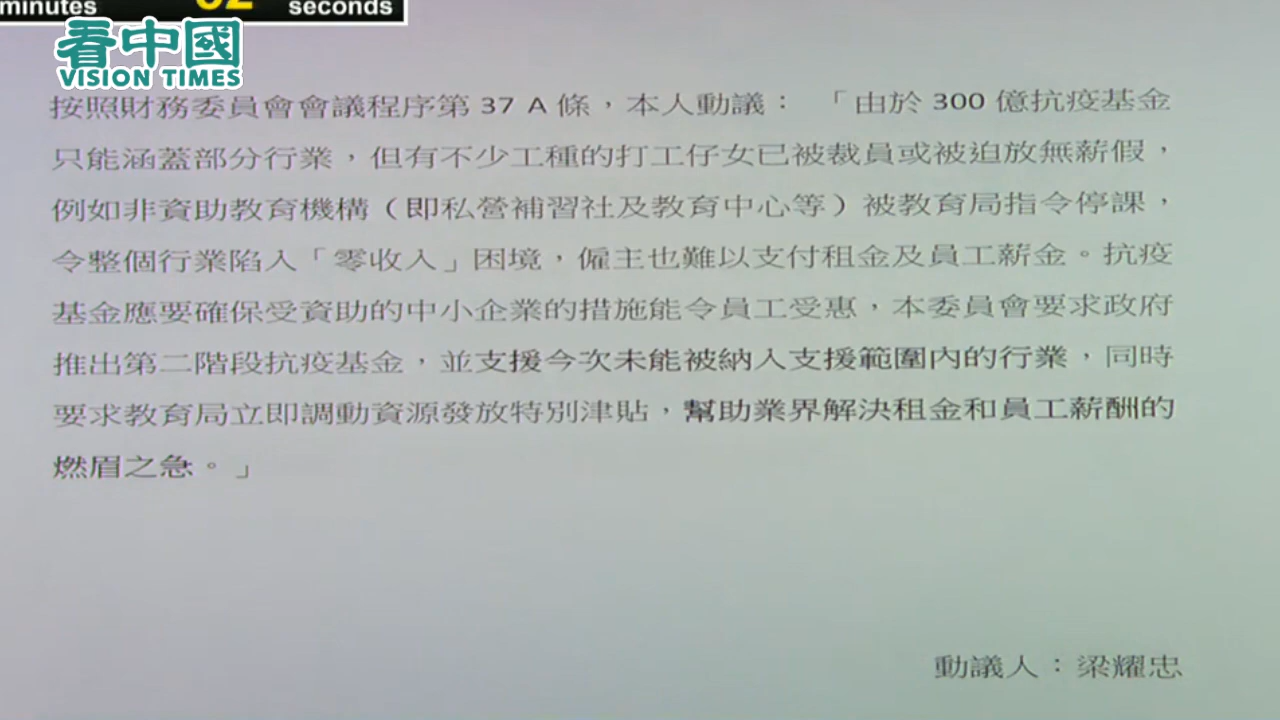 minutes
seconds
看中國
VISION TIMES
按照財務委員會會議程序第 37 A 條，本人動議：「由於 300 億抗疫基金
只能涵蓋部分行業，但有不少工種的打工仔女已被裁員或被迫放無薪假，
例如非資助教育機構（即私營補習社及教育中心等）被教育局指令停課，
令整個行業陷入「零收入」困境，僱主也難以支付租金及員工薪金。抗疫
基金應要確保受資助的中小企業的措施能令員工受惠，本委員會要求政府
推出第二階段抗疫基金，並支援今次未能被納入支援範圍內的行業，同時
要求教育局立即調動資源發放特別津貼，幫助業界解決租金和員工薪酬的
燃眉之急。」
動議人：梁耀忠